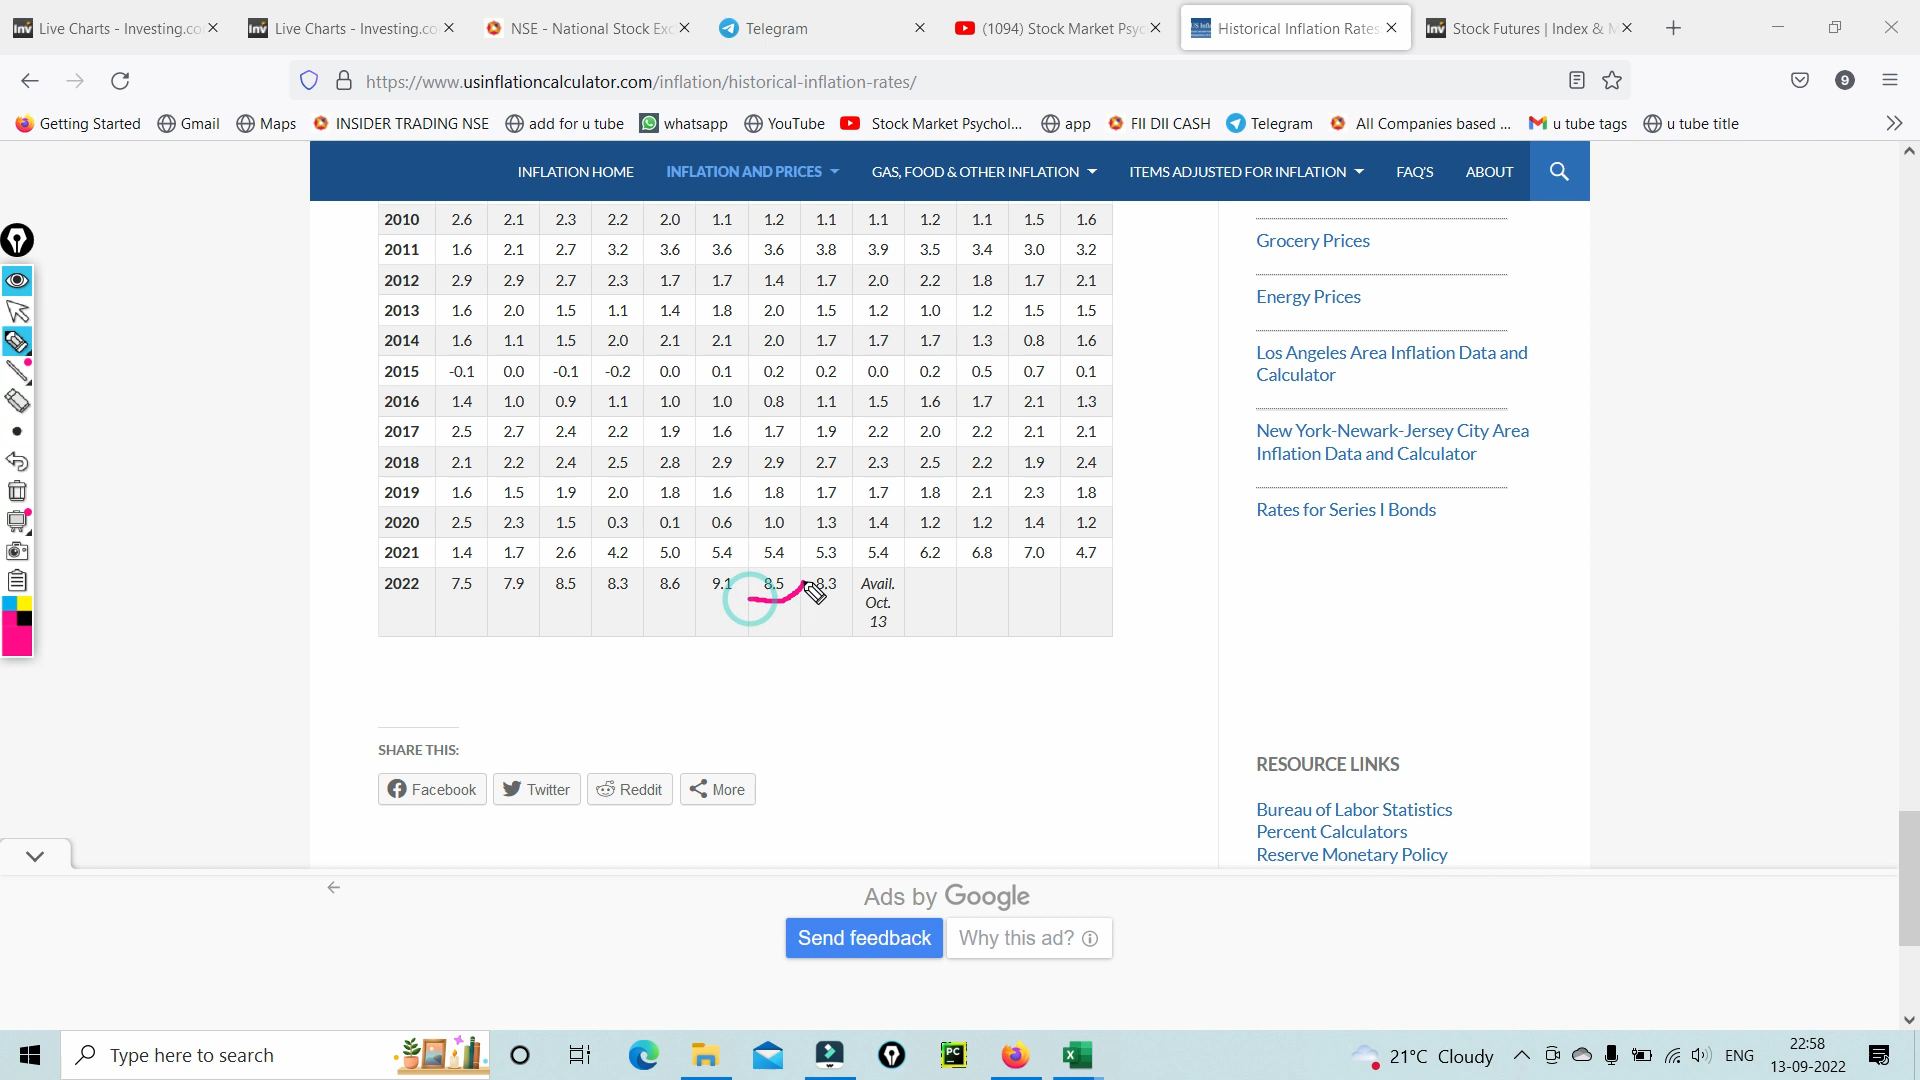 Live Charts - Investing.co
Live Charts - Investing.co
NSE - National Stock Exc
Telegram
(1094) Stock Market Psyc
Historical Inflation Rates
Stock Futures | Index & M
https://www.usinflationcalculator.com/inflation/historical-inflation-rates/
9
Getting Started
Gmail
Maps
INSIDER TRADING NSE
add for u tube
whatsapp
YouTube
Stock Market Psychol...
app
FII DII CASH
Telegram
All Companies based ...
u tube tags
u tube title
INFLATION HOME
INFLATION AND PRICES
GAS, FOOD & OTHER INFLATION
ITEMS ADJUSTED FOR INFLATION
FAQ'S
ABOUT
2010 2.6 2.1 2.3 2.2 2.0 1.1 1.2 1.1 1.1 1.2 1.1 1.5 1.6
2011 1.6 2.1 2.7 3.2 3.6 3.6 3.6 3.8 3.9 3.5 3.4 3.0 3.2
2012 2.9 2.9 2.7 2.3 1.7 1.7 1.4 1.7 2.0 2.2 1.8 1.7 2.1
2013 1.6 2.0 1.5 1.1 1.4 1.8 2.0 1.5 1.2 1.0 1.2 1.5 1.5
2014 1.6 1.1 1.5 2.0 2.1 2.1 2.0 1.7 1.7 1.7 1.3 0.8 1.6
2015 -0.1 0.0 -0.1 -0.2 0.0 0.1 0.2 0.2 0.0 0.2 0.5 0.7 0.1
2016 1.4 1.0 0.9 1.1 1.0 1.0 0.8 1.1 1.5 1.6 1.7 2.1 1.3
2017 2.5 2.7 2.4 2.2 1.9 1.6 1.7 1.9 2.2 2.0 2.2 2.1 2.1
2018 2.1 2.2 2.4 2.5 2.8 2.9 2.9 2.7 2.3 2.5 2.2 1.9 2.4
2019 1.6 1.5 1.9 2.0 1.8 1.6 1.8 1.7 1.7 1.8 2.1 2.3 1.8
2020 2.5 2.3 1.5 0.3 0.1 0.6 1.0 1.3 1.4 1.2 1.2 1.4 1.2
2021 1.4 1.7 2.6 4.2 5.0 5.4 5.4 5.3 5.4 6.2 6.8 7.0 4.7
2022 7.5 7.9 8.5 8.3 8.6 9.1 8.5 8.3 Avail.
Oct.
13
Grocery Prices
Energy Prices
Los Angeles Area Inflation Data and
Calculator
New York-Newark-Jersey City Area
Inflation Data and Calculator
Rates for Series I Bonds
SHARE THIS:
Facebook
Twitter
Reddit
More
RESOURCE LINKS
Bureau of Labor Statistics
Percent Calculators
Reserve Monetary Policy
Ads by Google
Send feedback
Why this ad?
Type here to search
PC
21°C Cloudy
ENG
22:58
13-09-2022